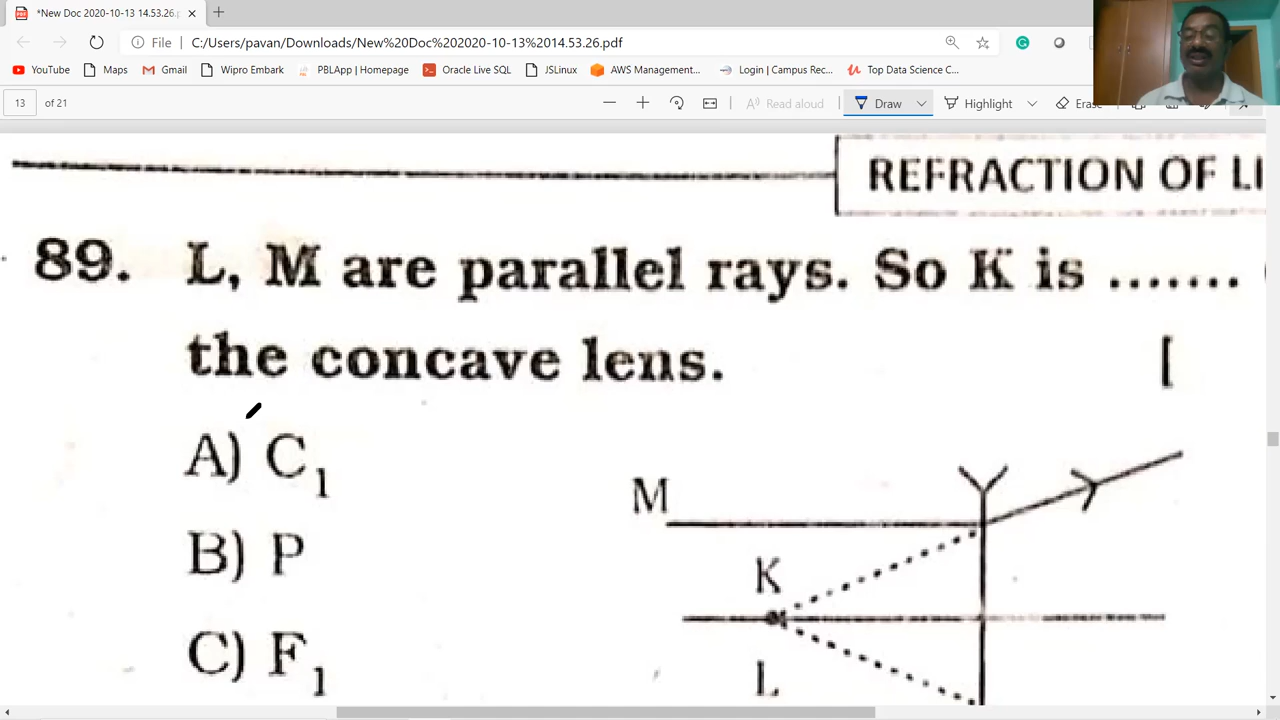 *New Doc 2020-10-13 14.53.26.p
File
C:/Users/pavan/Downloads/New%20Doc%202020-10-13%2014.53.26.pdf
YouTube
Maps
Gmail
Wipro Embark
PBLApp | Homepage
Oracle Live SQL
JSLinux
AWS Management...
Login | Campus Rec...
Top Data Science C...
13 of 21
Read aloud
Draw
Highlight
REFRACTION OF LI
89. L, M are parallel rays. So K is .......
the concave lens. [
A) C1
B) P
C) F1
M
K
L